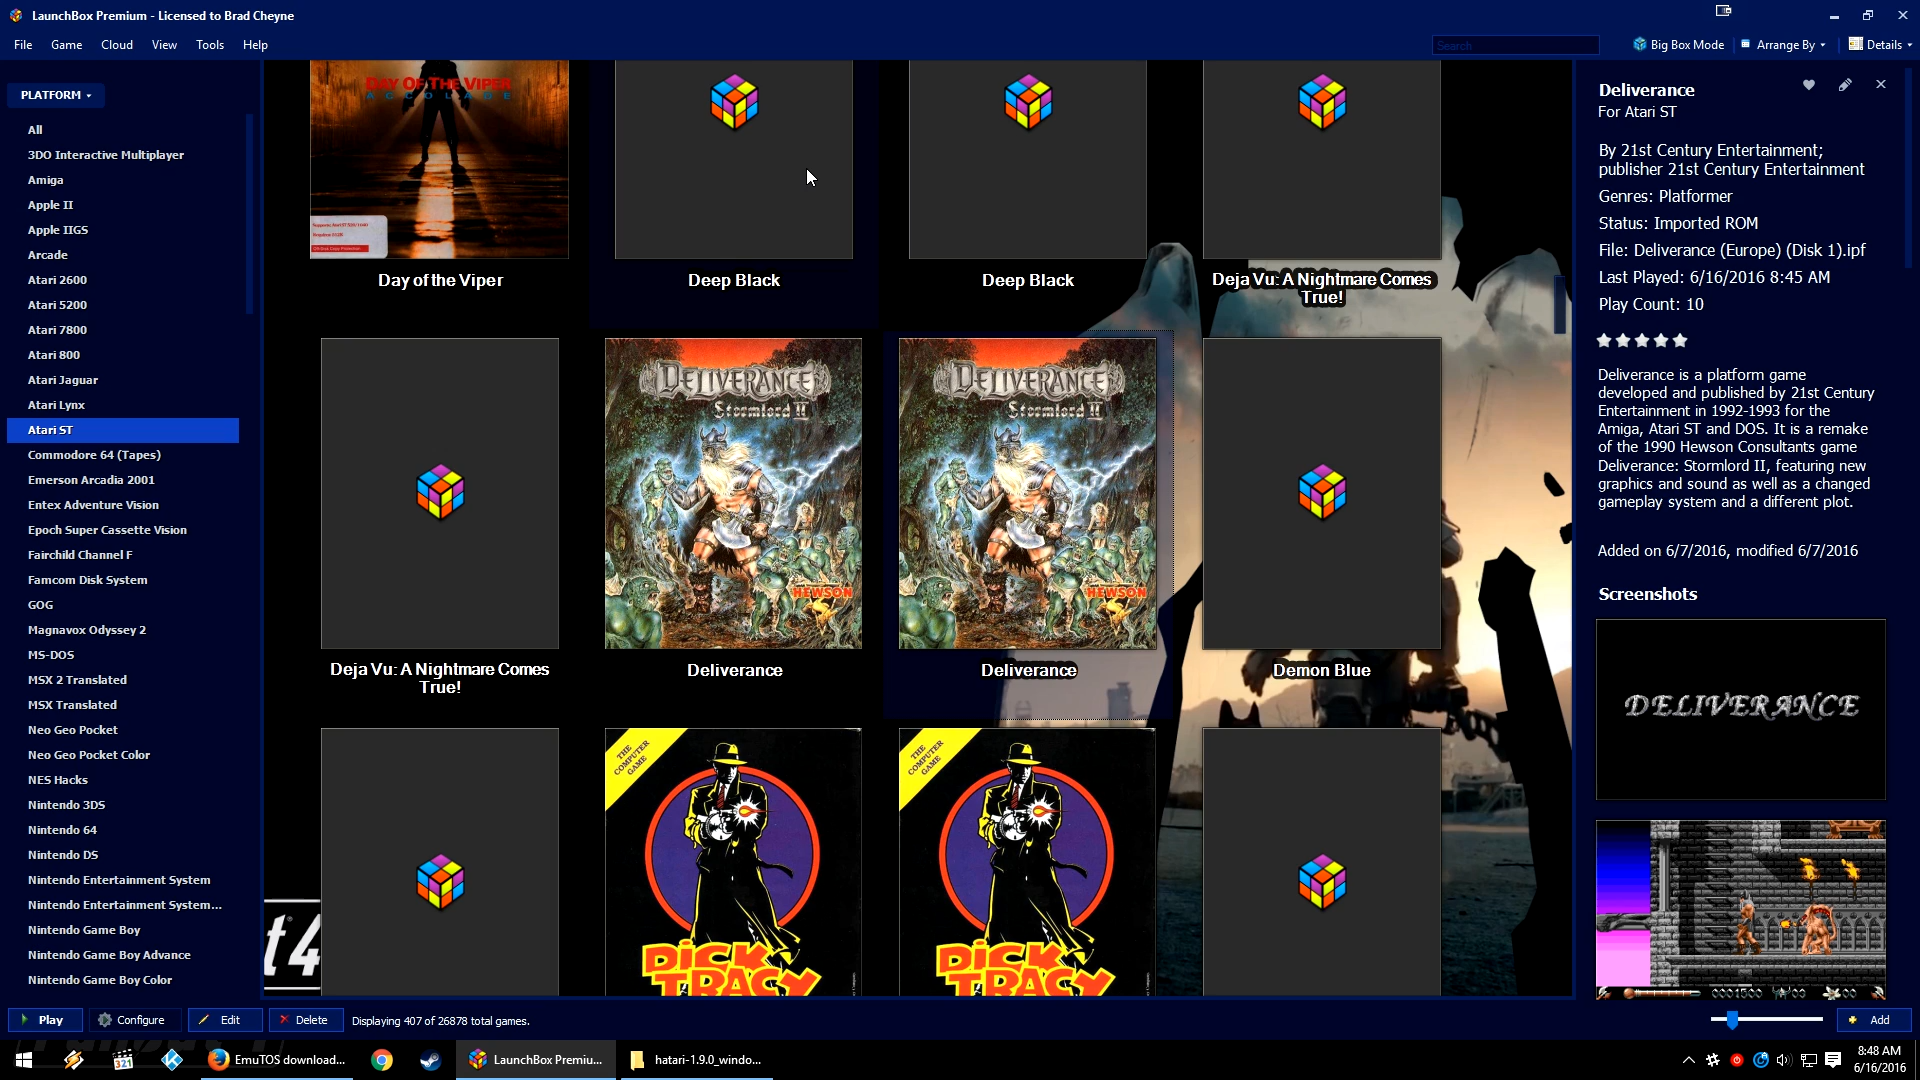 LaunchBox Premium - Licensed to Brad Cheyne
File Game Cloud View Tools Help
Search
Big Box Mode
Arrange By
Details
PLATFORM
All
3DO Interactive Multiplayer
Amiga
Apple II
Apple IIGS
Arcade
Atari 2600
Atari 5200
Atari 7800
Atari 800
Atari Jaguar
Atari Lynx
Atari ST
Commodore 64 (Tapes)
Emerson Arcadia 2001
Entex Adventure Vision
Epoch Super Cassette Vision
Fairchild Channel F
Famcom Disk System
GOG
Magnavox Odyssey 2
MS-DOS
MSX 2 Translated
MSX Translated
Neo Geo Pocket
Neo Geo Pocket Color
NES Hacks
Nintendo 3DS
Nintendo 64
Nintendo DS
Nintendo Entertainment System
Nintendo Entertainment System...
Nintendo Game Boy
Nintendo Game Boy Advance
Nintendo Game Boy Color
DAY OF THE VIPER
ACCOLADE
Day of the Viper
Deep Black
Deep Black
Deja Vu: A Nightmare Comes
True!
Deja Vu: A Nightmare Comes
True!
DELIVERANCE
Stormlord II
HEWSON
Deliverance
DELIVERANCE
Stormlord II
HEWSON
Deliverance
Demon Blue
t4
THE
COMPUTER
GAME
DICK
TRACY
THE
COMPUTER
GAME
DICK
TRACY
Deliverance
For Atari ST
By 21st Century Entertainment;
publisher 21st Century Entertainment
Genres: Platformer
Status: Imported ROM
File: Deliverance (Europe) (Disk 1).ipf
Last Played: 6/16/2016 8:45 AM
Play Count: 10
Deliverance is a platform game
developed and published by 21st Century
Entertainment in 1992-1993 for the
Amiga, Atari ST and DOS. It is a remake
of the 1990 Hewson Consultants game
Deliverance: Stormlord II, featuring new
graphics and sound as well as a changed
gameplay system and a different plot.
Added on 6/7/2016, modified 6/7/2016
Screenshots
DELIVERANCE
0001500 00 00
Play
Configure
Edit
Delete
Displaying 407 of 26878 total games.
Add
321
EmuTOS download...
LaunchBox Premiu...
hatari-1.9.0_windo...
8:48 AM
6/16/2016